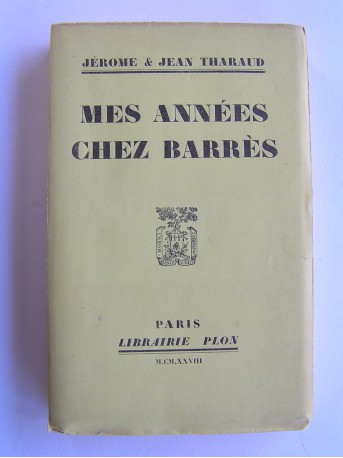 JÉROME & JEAN THARAUD
MES ANNÉES
CHEZ BARRÈS
PARIS
LIBRAIRIE PLON
M.CM.XXVIII